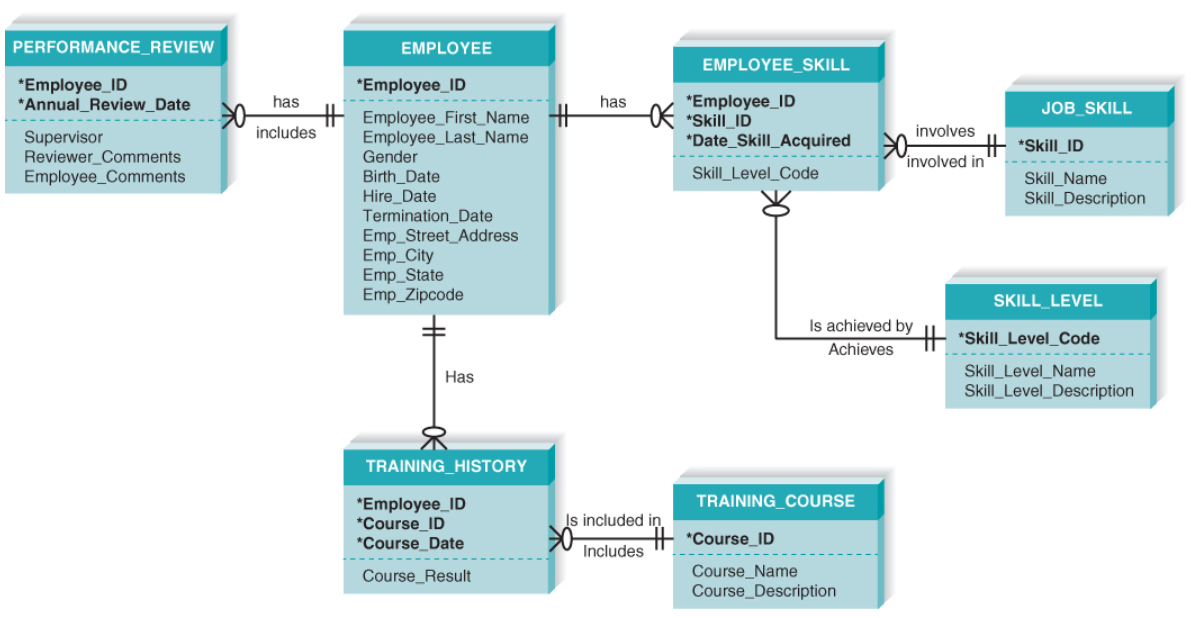 PERFORMANCE_REVIEW
*Employee_ID
*Annual_Review_Date
Supervisor
Reviewer_Comments
Employee_Comments
has
includes
EMPLOYEE
*Employee_ID
Employee_First_Name
Employee_Last_Name
Gender
Birth_Date
Hire_Date
Termination_Date
Emp_Street_Address
Emp_City
Emp_State
Emp_Zipcode
has
EMPLOYEE_SKILL
*Employee_ID
*Skill_ID
*Date_Skill_Acquired
Skill_Level_Code
involves
involved in
JOB_SKILL
*Skill_ID
Skill_Name
Skill_Description
Is achieved by
Achieves
SKILL_LEVEL
*Skill_Level_Code
Skill_Level_Name
Skill_Level_Description
Has
TRAINING_HISTORY
*Employee_ID
*Course_ID
*Course_Date
Course_Result
Is included in
Includes
TRAINING_COURSE
*Course_ID
Course_Name
Course_Description